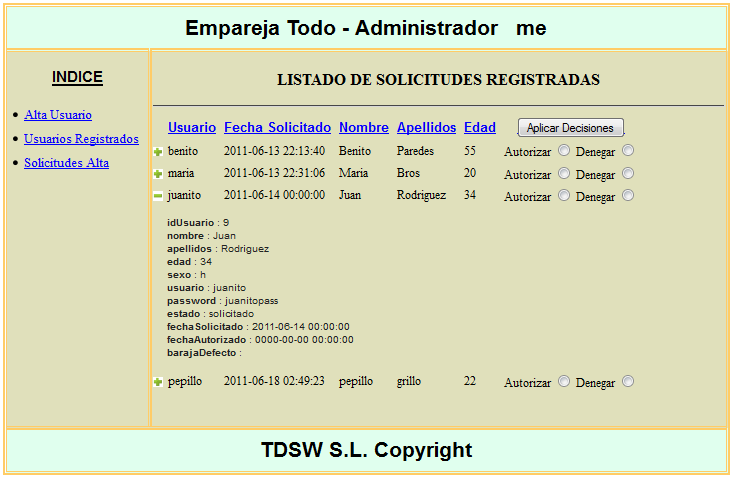 Empareja Todo - Administrador me
INDICE
Alta Usuario
Usuarios Registrados
Solicitudes Alta
LISTADO DE SOLICITUDES REGISTRADAS
Usuario Fecha Solicitado Nombre Apellidos Edad Aplicar Decisiones
benito 2011-06-13 22:13:40 Benito Paredes 55 Autorizar Denegar
maria 2011-06-13 22:31:06 Maria Bros 20 Autorizar Denegar
juanito 2011-06-14 00:00:00 Juan Rodriguez 34 Autorizar Denegar
idUsuario : 9
nombre : Juan
apellidos : Rodriguez
edad : 34
sexo : h
usuario : juanito
password : juanitopass
estado : solicitado
fechaSolicitado : 2011-06-14 00:00:00
fechaAutorizado : 0000-00-00 00:00:00
barajaDefecto :
pepillo 2011-06-18 02:49:23 pepillo grillo 22 Autorizar Denegar
TDSW S.L. Copyright